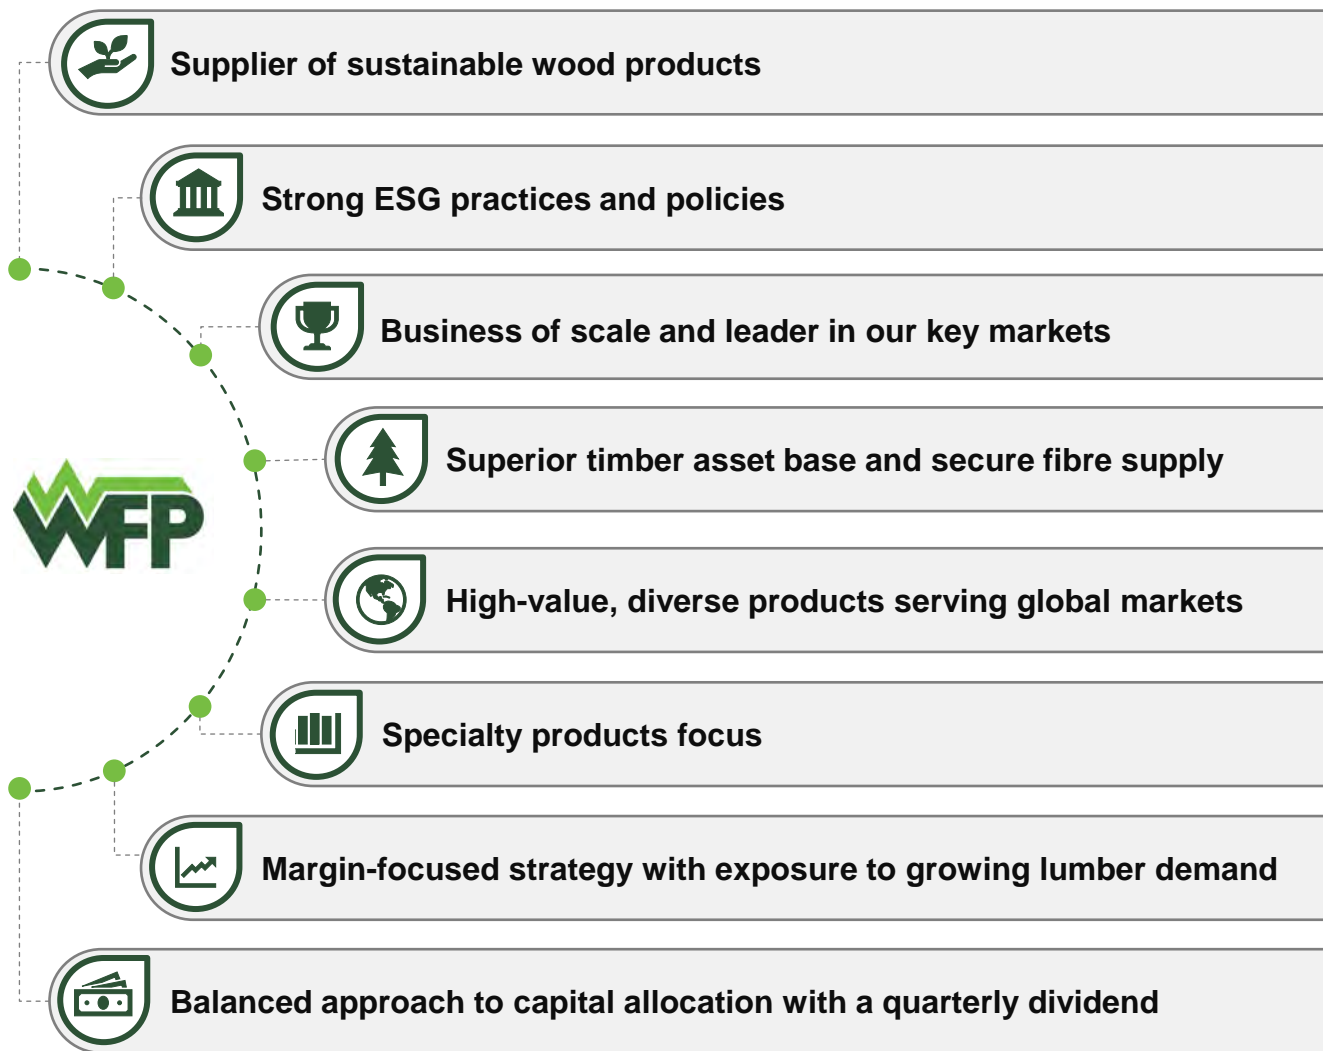 Supplier of sustainable wood products
Strong ESG practices and policies
Business of scale and leader in our key markets
Superior timber asset base and secure fibre supply
WFP
High-value, diverse products serving global markets
Specialty products focus
Margin-focused strategy with exposure to growing lumber demand
Balanced approach to capital allocation with a quarterly dividend